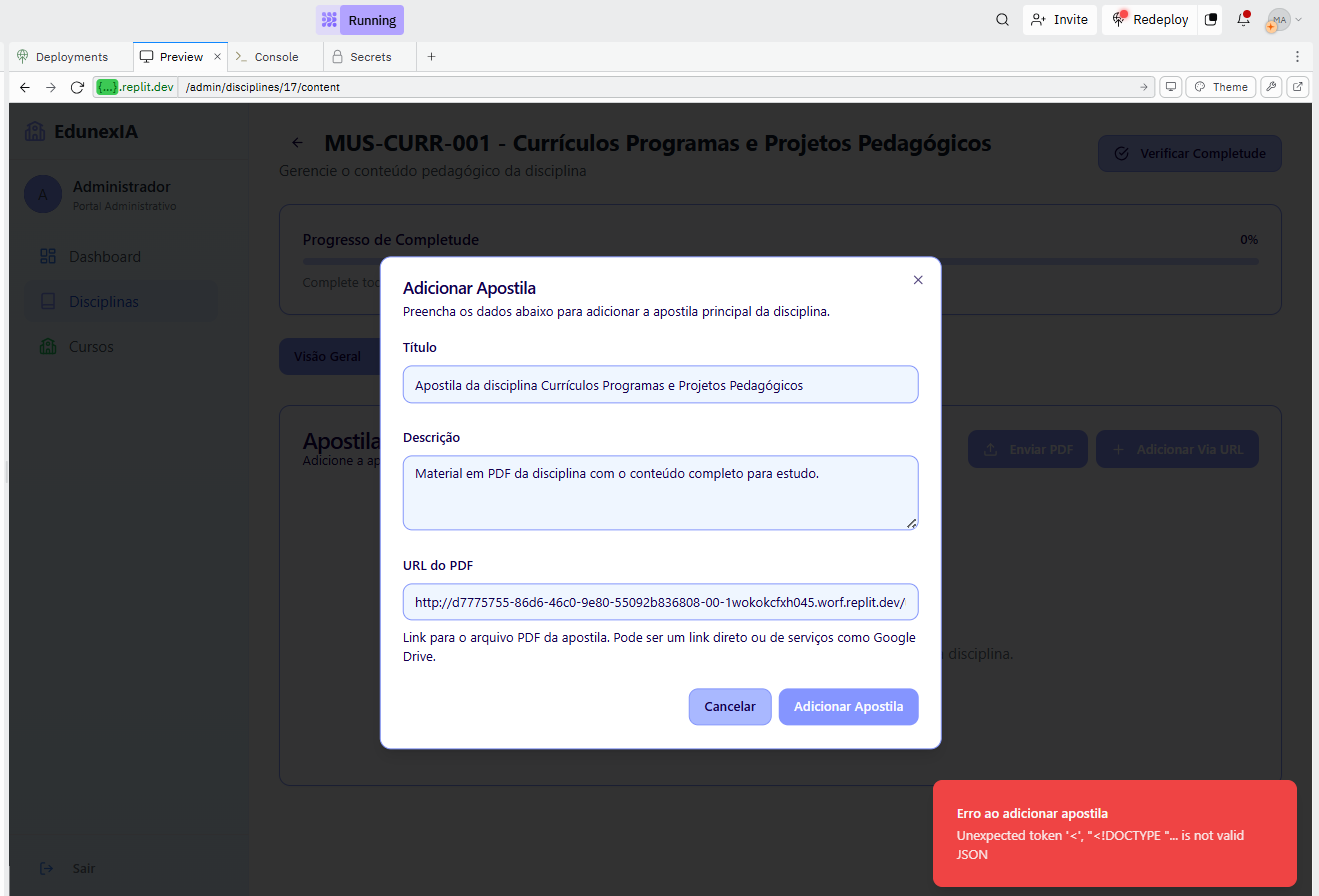 Running
Invite
Redeploy
MA
Deployments
Preview
Console
Secrets
{...}.replit.dev
/admin/disciplines/17/content
Theme
EdunexIA
A
Administrador
Portal Administrativo
Dashboard
Disciplinas
Cursos
Sair
MUS-CURR-001 - Currículos Programas e Projetos Pedagógicos
Gerencie o conteúdo pedagógico da disciplina
Verificar Completude
Progresso de Completude
0%
Complete
Visão Geral
Apostila
Adicione a
Enviar PDF
Adicionar Via URL
disciplina.
Adicionar Apostila
Preencha os dados abaixo para adicionar a apostila principal da disciplina.
Título
Apostila da disciplina Currículos Programas e Projetos Pedagógicos
Descrição
Material em PDF da disciplina com o conteúdo completo para estudo.
URL do PDF
http://d7775755-86d6-46c0-9e80-55092b836808-00-1wokokcfxh045.worf.replit.dev/
Link para o arquivo PDF da apostila. Pode ser um link direto ou de serviços como Google
Drive.
Cancelar
Adicionar Apostila
Erro ao adicionar apostila
Unexpected token '<', "<!DOCTYPE "... is not valid
JSON